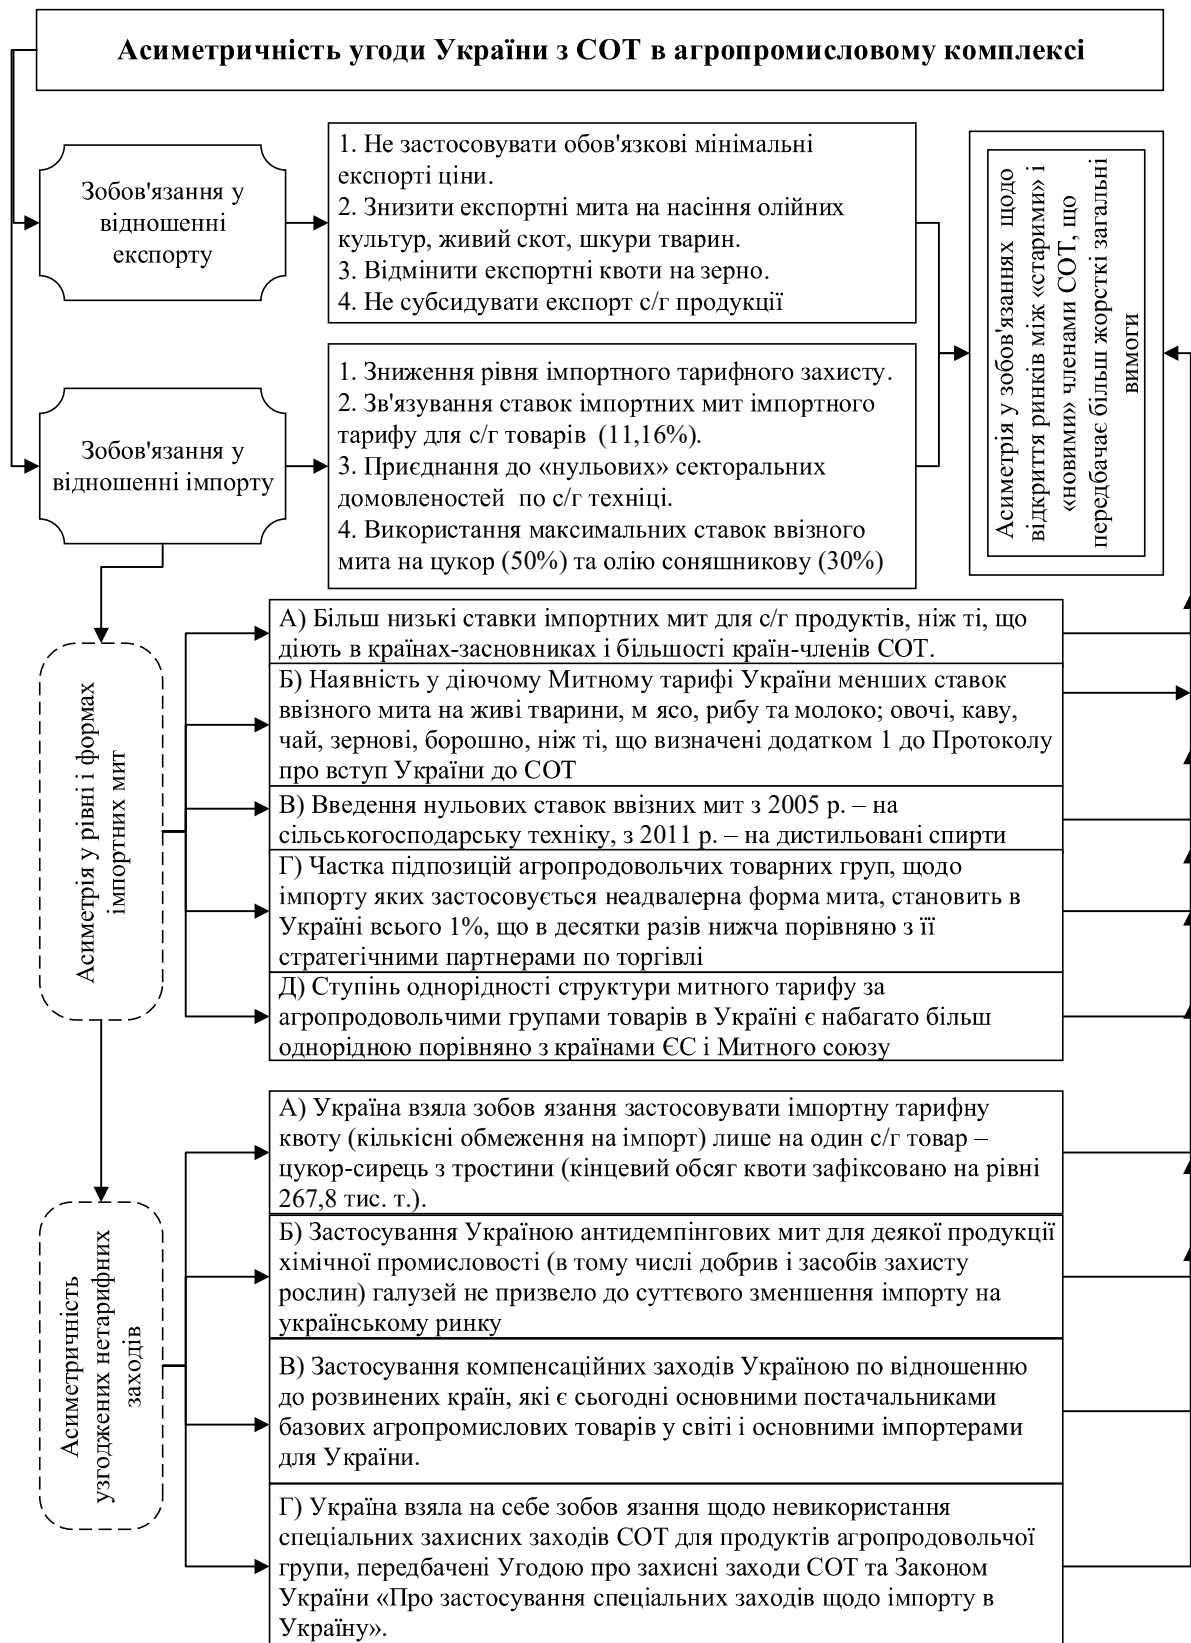 Асиметричність угоди України з СОТ в агропромисловому комплексі
Зобов'язання у
відношенні
експорту
1. Не застосовувати обов'язкові мінімальні
експорті ціни.
2. Знизити експортні мита на насіння олійних
культур, живий скот, шкури тварин.
3. Відмінити експортні квоти на зерно.
4. Не субсидувати експорт с/г продукції
Асиметрія у зобов'язаннях щодо
відкриття ринків між «старими» і
«новими» членами СОТ, що
передбачає більш жорсткі загальні
вимоги
Зобов'язання у
відношенні імпорту
1. Зниження рівня імпортного тарифного захисту.
2. Зв'язування ставок імпортних мит імпортного
тарифу для с/г товарів (11,16%).
3. Приєднання до «нульових» секторальних
домовленостей по с/г техніці.
4. Використання максимальних ставок ввізного
мита на цукор (50%) та олію соняшникову (30%)
Асиметрія у рівні і формах
імпортних мит
А) Більш низькі ставки імпортних мит для с/г продуктів, ніж ті, що
діють в країнах-засновниках і більшості країн-членів СОТ.
Б) Наявність у діючому Митному тарифі України менших ставок
ввізного мита на живі тварини, м ясо, рибу та молоко; овочі, каву,
чай, зернові, борошно, ніж ті, що визначені додатком 1 до Протоколу
про вступ України до СОТ
В) Введення нульових ставок ввізних мит з 2005 р. – на
сільськогосподарську техніку, з 2011 р. – на дистильовані спирти
Г) Частка підпозицій агропродовольчих товарних груп, щодо
імпорту яких застосовується неадвалерна форма мита, становить в
Україні всього 1%, що в десятки разів нижча порівняно з її
стратегічними партнерами по торгівлі
Д) Ступінь однорідності структури митного тарифу за
агропродовольчими групами товарів в Україні є набагато більш
однорідною порівняно з країнами ЄС і Митного союзу
Асиметричність
узгоджених нетарифних
заходів
А) Україна взяла зобов язання застосовувати імпортну тарифну
квоту (кількісні обмеження на імпорт) лише на один с/г товар –
цукор-сирець з тростини (кінцевий обсяг квоти зафіксовано на рівні
267,8 тис. т.).
Б) Застосування Україною антидемпінгових мит для деякої продукції
хімічної промисловості (в тому числі добрив і засобів захисту
рослин) галузей не призвело до суттєвого зменшення імпорту на
українському ринку
В) Застосування компенсаційних заходів Україною по відношенню
до розвинених країн, які є сьогодні основними постачальниками
базових агропромислових товарів у світі і основними імпортерами
для України.
Г) Україна взяла на себе зобов язання щодо невикористання
спеціальних захисних заходів СОТ для продуктів агропродовольчої
групи, передбачені Угодою про захисні заходи СОТ та Законом
України «Про застосування спеціальних заходів щодо імпорту в
Україну».